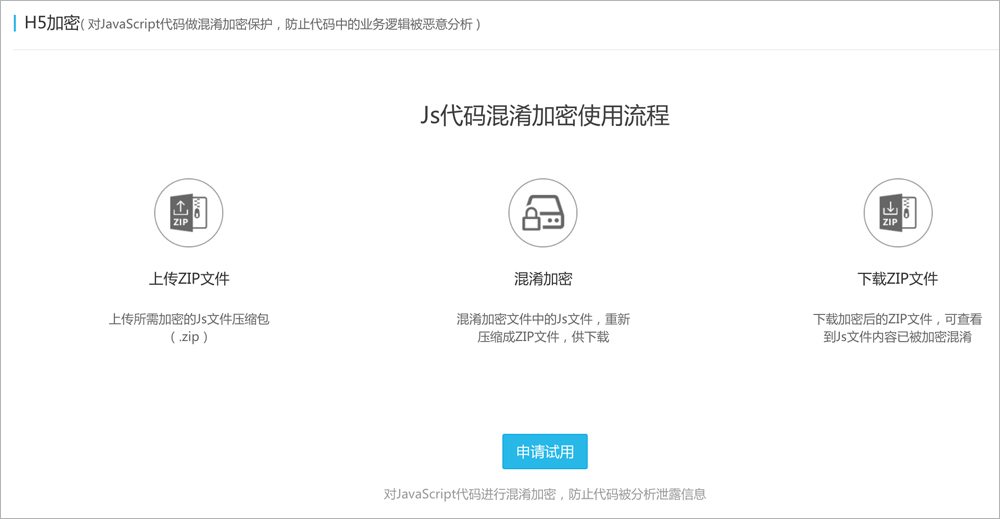 H5加密( 对JavaScript代码做混淆加密保护，防止代码中的业务逻辑被恶意分析 )
Js代码混淆加密使用流程
ZIP
ZIP
上传ZIP文件
混淆加密
下载ZIP文件
上传所需加密的Js文件压缩包
( .zip )
混淆加密文件中的Js文件，重新
压缩成ZIP文件，供下载
下载加密后的ZIP文件，可查看
到Js文件内容已被加密混淆
申请试用
对JavaScript代码进行混淆加密，防止代码被分析泄露信息